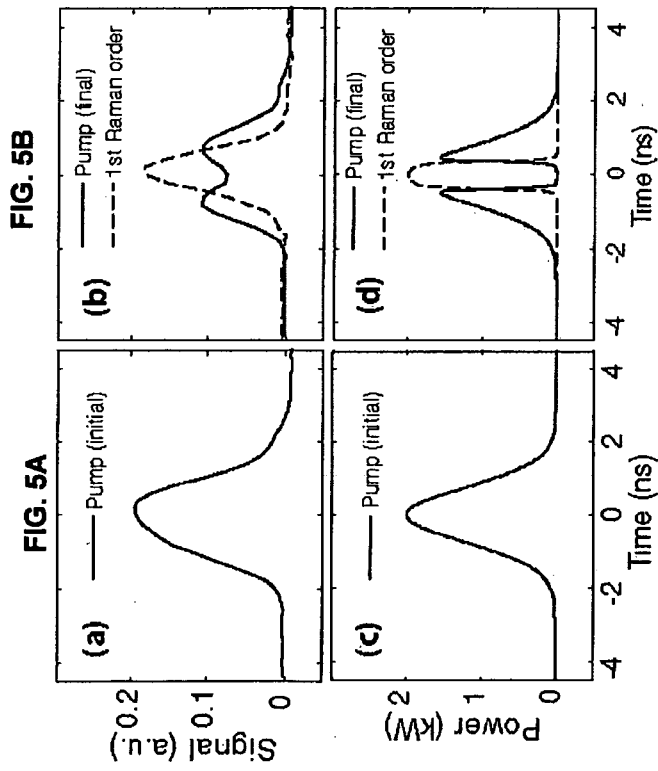 FIG. 5A
FIG. 5B
(a)
Pump (initial)
(b)
Pump (final)
1st Raman order
Signal (a.u.)
0.2
0.1
0
(c)
Pump (initial)
(d)
Pump (final)
1st Raman order
Power (kW)
2
1
0
-4
-2
0
2
4
-4
-2
0
2
4
Time (ns)
Time (ns)